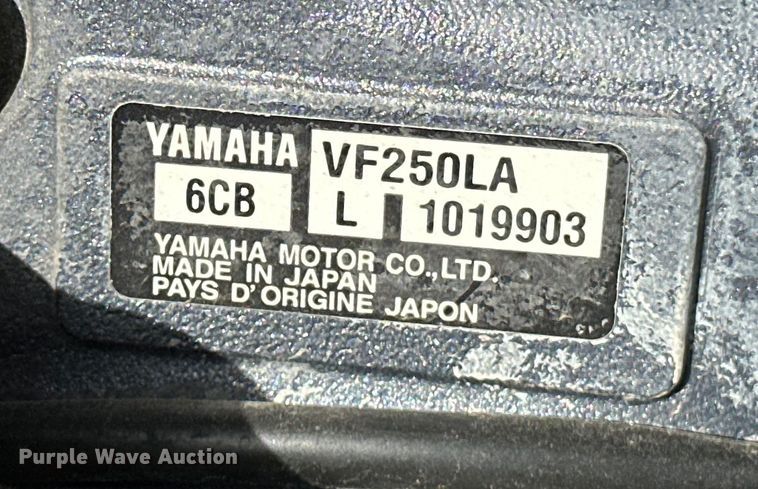 YAMAHA VF250LA
6CB L 1019903
YAMAHA MOTOR CO.,LTD.
MADE IN JAPAN
PAYS D'ORIGINE JAPON
Purple Wave Auction